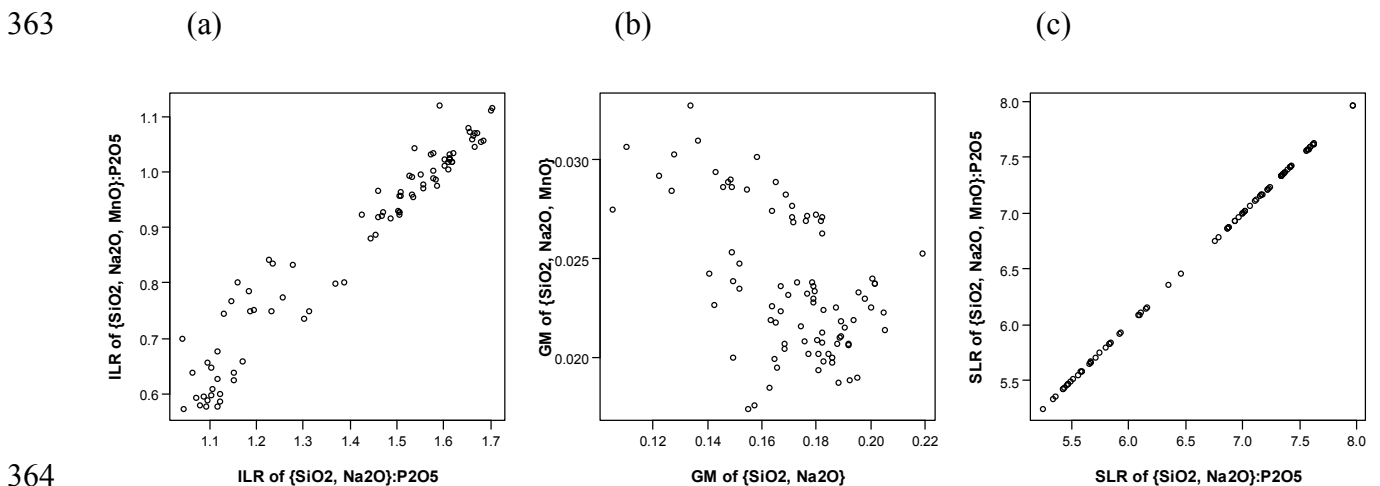 363 (a) (b) (c)
ILR of {SiO2, Na2O, MnO}:P2O5
1.1
1.0
0.9
0.8
0.7
0.6
1.1 1.2 1.3 1.4 1.5 1.6 1.7
ILR of {SiO2, Na2O}:P2O5
GM of {SiO2, Na2O, MnO}
0.030
0.025
0.020
0.12 0.14 0.16 0.18 0.20 0.22
GM of {SiO2, Na2O}
SLR of {SiO2, Na2O, MnO}:P2O5
8.0
7.5
7.0
6.5
6.0
5.5
5.5 6.0 6.5 7.0 7.5 8.0
SLR of {SiO2, Na2O}:P2O5
364